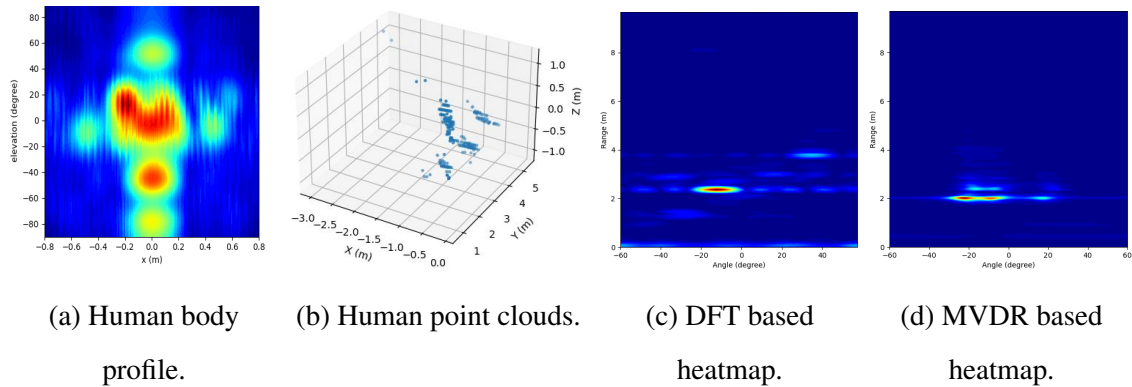 80
60
40
20
0
−20
−40
−60
−80
elevation (degree)
−0.8 −0.6 −0.4 −0.2 0.0 0.2 0.4 0.6 0.8
x (m)
1.0
0.5
0.0
−0.5
−1.0
Z (m)
−3.0 −2.5 −2.0 −1.5 −1.0 −0.5 0.0
X (m)
1 2 3 4 5
Y (m)
8
6
4
2
0
Range (m)
−60 −40 −20 0 20 40
Angle (degree)
8
6
4
2
0
Range (m)
−60 −40 −20 0 20 40 60
Angle (degree)
(a) Human body
profile.
(b) Human point clouds.
(c) DFT based
heatmap.
(d) MVDR based
heatmap.